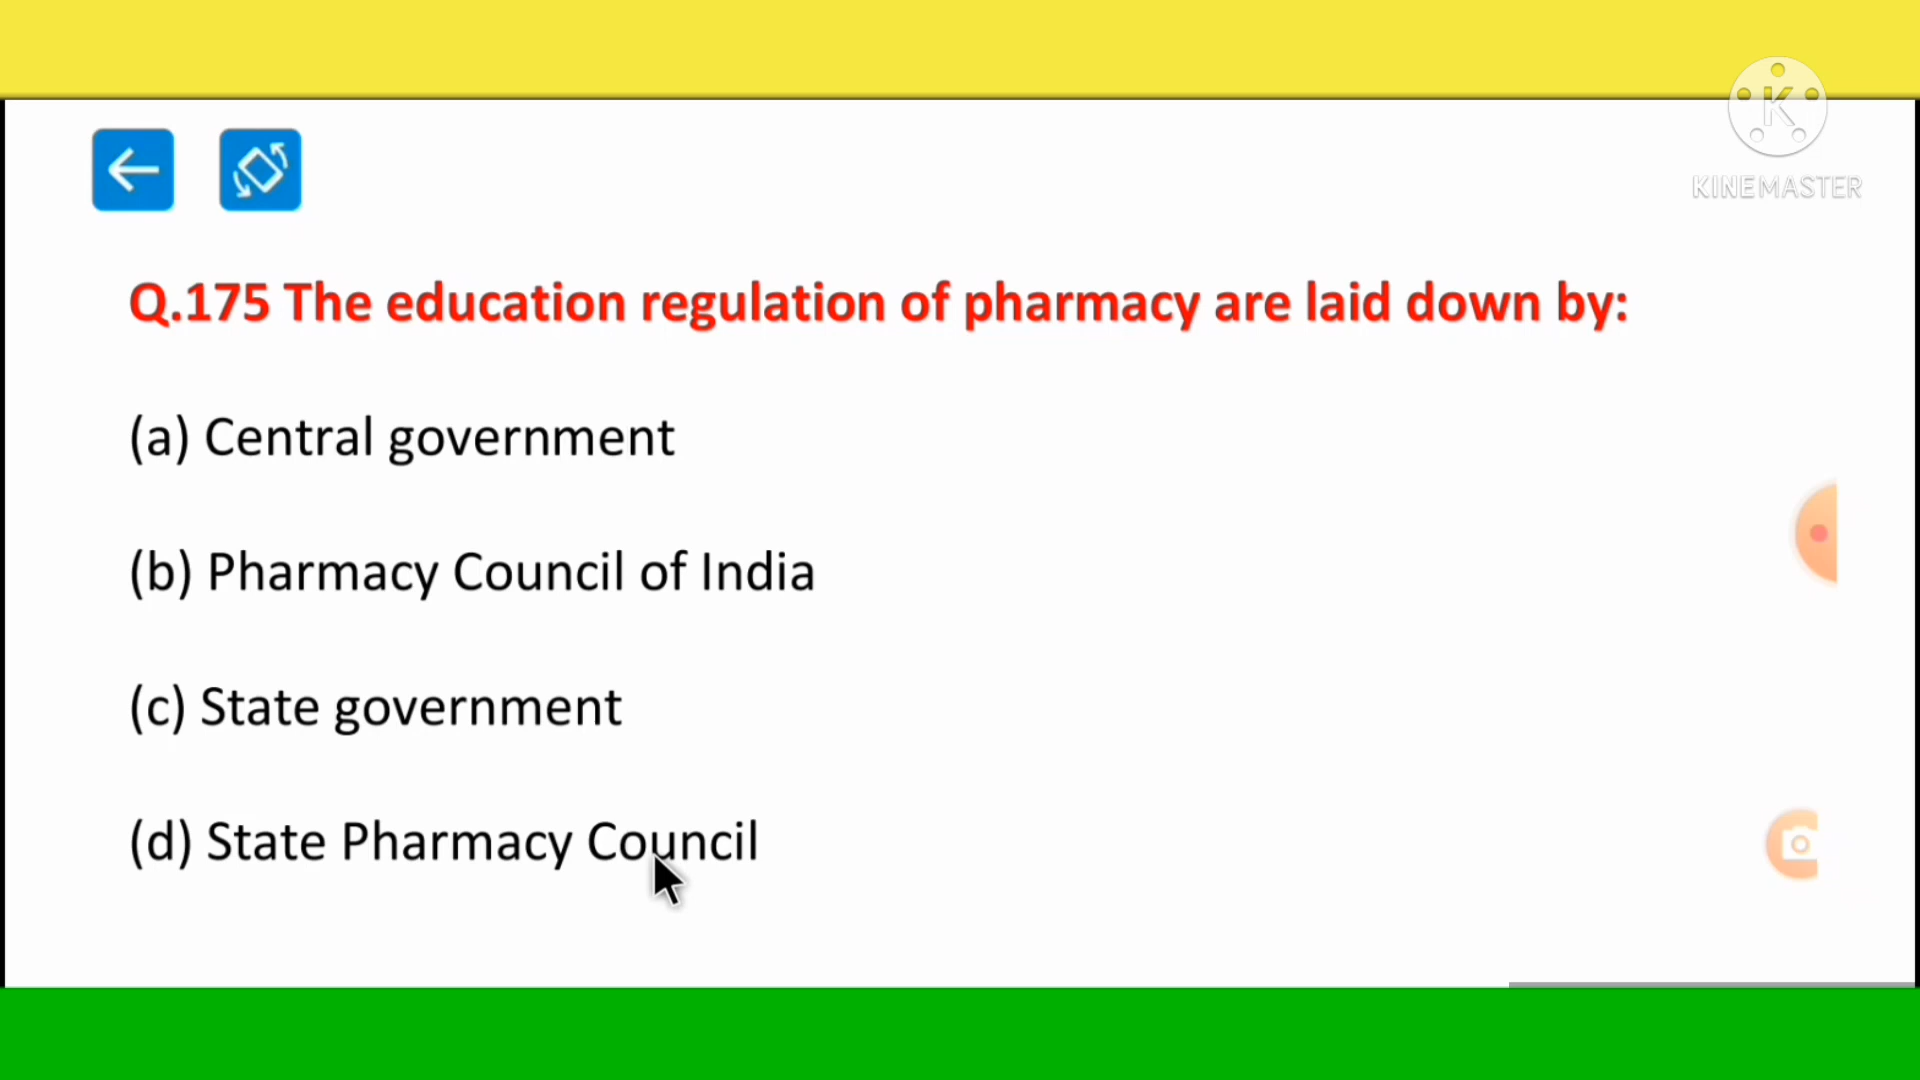 K
KINEMASTER
Q.175 The education regulation of pharmacy are laid down by:
(a) Central government
(b) Pharmacy Council of India
(c) State government
(d) State Pharmacy Council